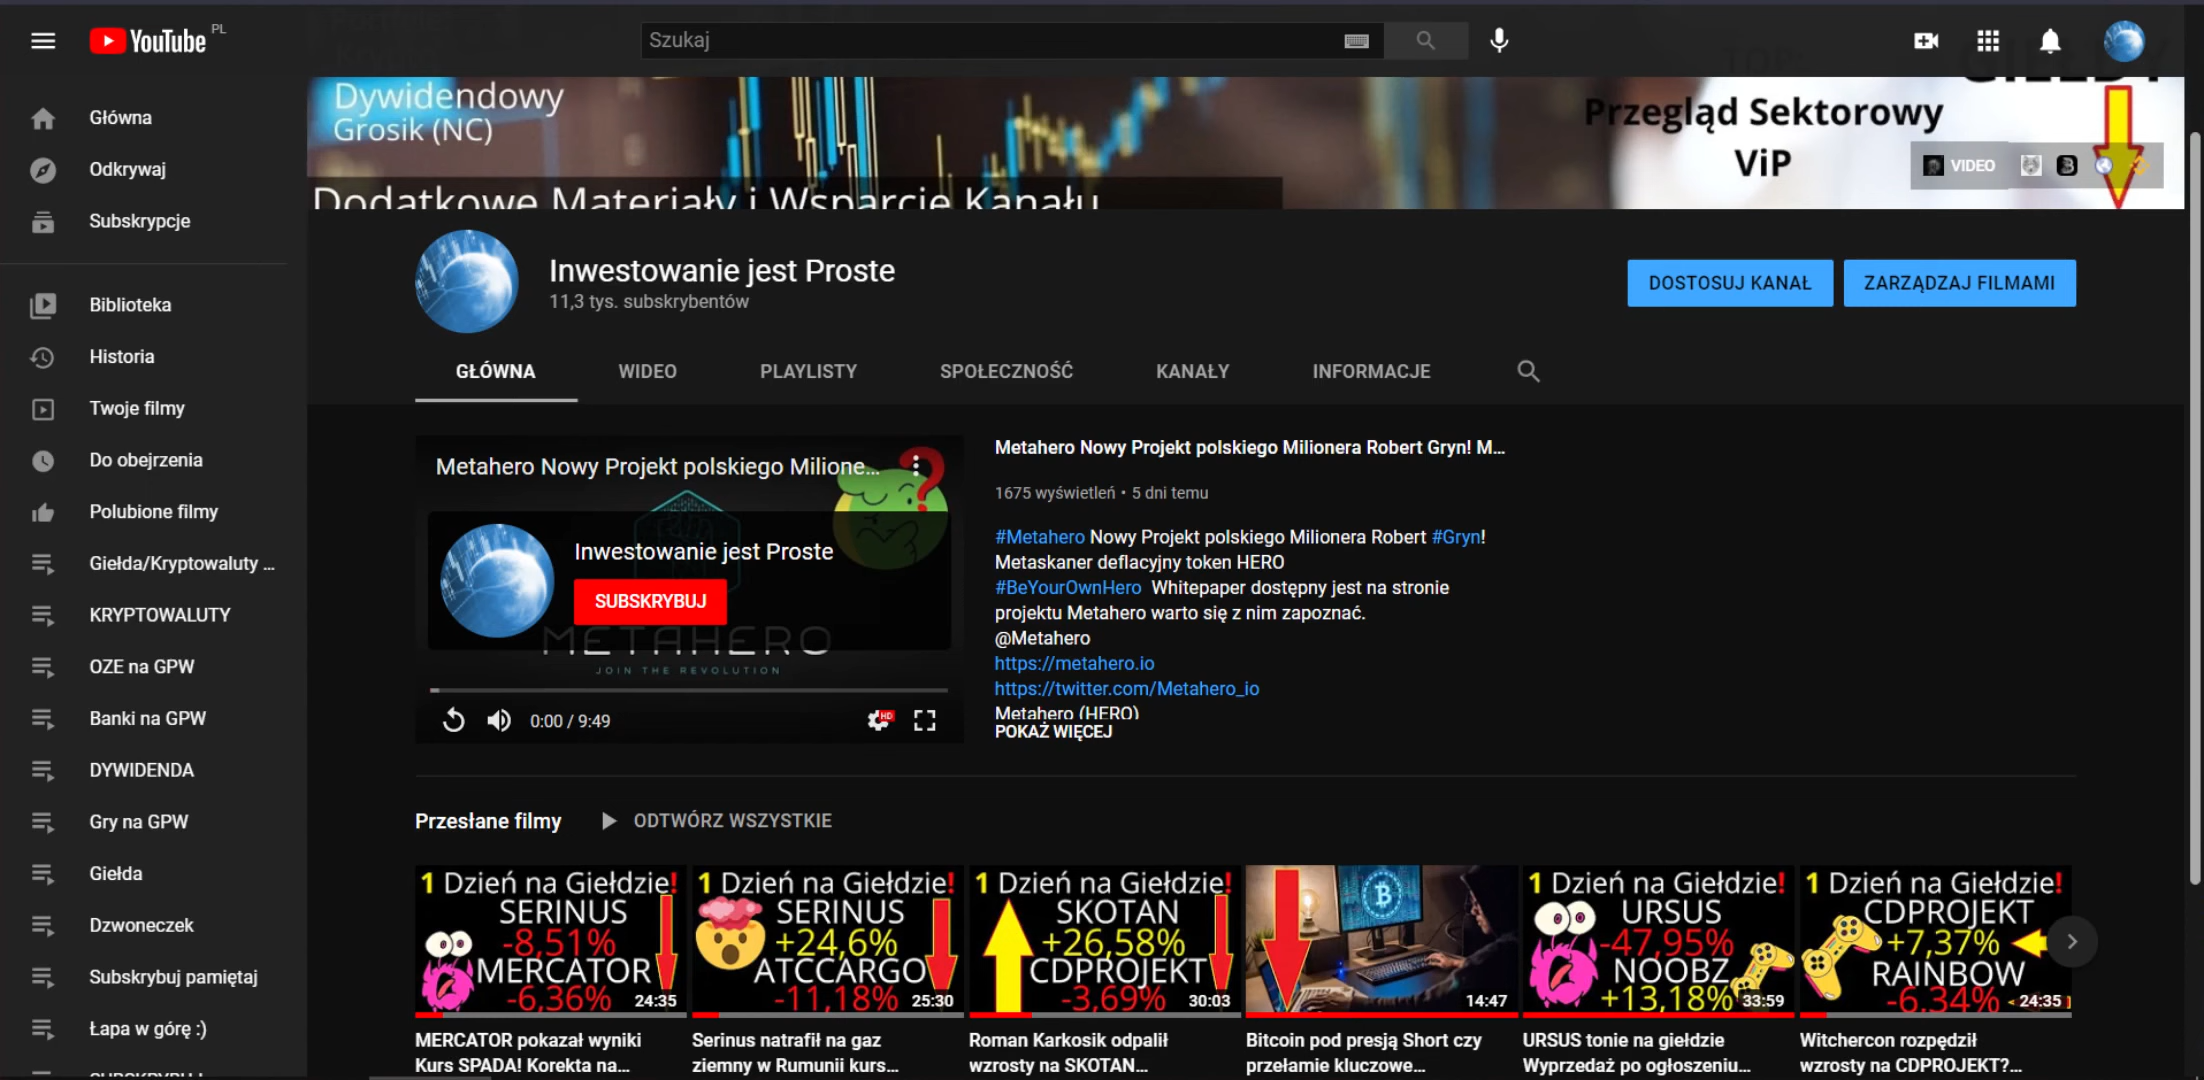 YouTube PL
Szukaj
Główna
Odkrywaj
Subskrypcje
Biblioteka
Historia
Twoje filmy
Do obejrzenia
Polubione filmy
Giełda/Kryptowaluty ...
KRYPTOWALUTY
OZE na GPW
Banki na GPW
DYWIDENDA
Gry na GPW
Giełda
Dzwoneczek
Subskrybuj pamiętaj
Łapa w górę :)
Dywidendowy
Grosik (NC)
Dodatkowe Materiały i Wsparcie Kanału
Przegląd Sektorowy
ViP
VIDEO
Inwestowanie jest Proste
11,3 tys. subskrybentów
DOSTOSUJ KANAŁ
ZARZĄDZAJ FILMAMI
GŁÓWNA
WIDEO
PLAYLISTY
SPOŁECZNOŚĆ
KANAŁY
INFORMACJE
Metahero Nowy Projekt polskiego Milione...
Inwestowanie jest Proste
SUBSKRYBUJ
METAHERO
JOIN THE REVOLUTION
0:00 / 9:49
HD
Metahero Nowy Projekt polskiego Milionera Robert Gryn! M...
1675 wyświetleń • 5 dni temu
#Metahero Nowy Projekt polskiego Milionera Robert #Gryn!
Metaskaner deflacyjny token HERO
#BeYourOwnHero Whitepaper dostępny jest na stronie
projektu Metahero warto się z nim zapoznać.
@Metahero
https://metahero.io
https://twitter.com/Metahero_io
Metahero (HERO)
POKAŻ WIĘCEJ
Przesłane filmy
ODTWÓRZ WSZYSTKIE
1 Dzień na Giełdzie!
SERINUS
-8,51%
MERCATOR
-6,36%
24:35
MERCATOR pokazał wyniki
Kurs SPADA! Korekta na...
1 Dzień na Giełdzie!
SERINUS
+24,6%
ATCCARGO
-11,18%
25:30
Serinus natrafił na gaz
ziemny w Rumunii kurs...
1 Dzień na Giełdzie!
SKOTAN
+26,58%
CDPROJEKT
-3,69%
30:03
Roman Karkosik odpalił
wzrosty na SKOTAN...
14:47
Bitcoin pod presją Short czy
przełamie kluczowe...
1 Dzień na Giełdzie!
URSUS
-47,95%
NOOBZ
+13,18%
33:59
URSUS tonie na giełdzie
Wyprzedaż po ogłoszeniu...
1 Dzień na Giełdzie!
CDPROJEKT
+7,37%
RAINBOW
-6,34%
24:35
Witchercon rozpędził
wzrosty na CDPROJEKT?...